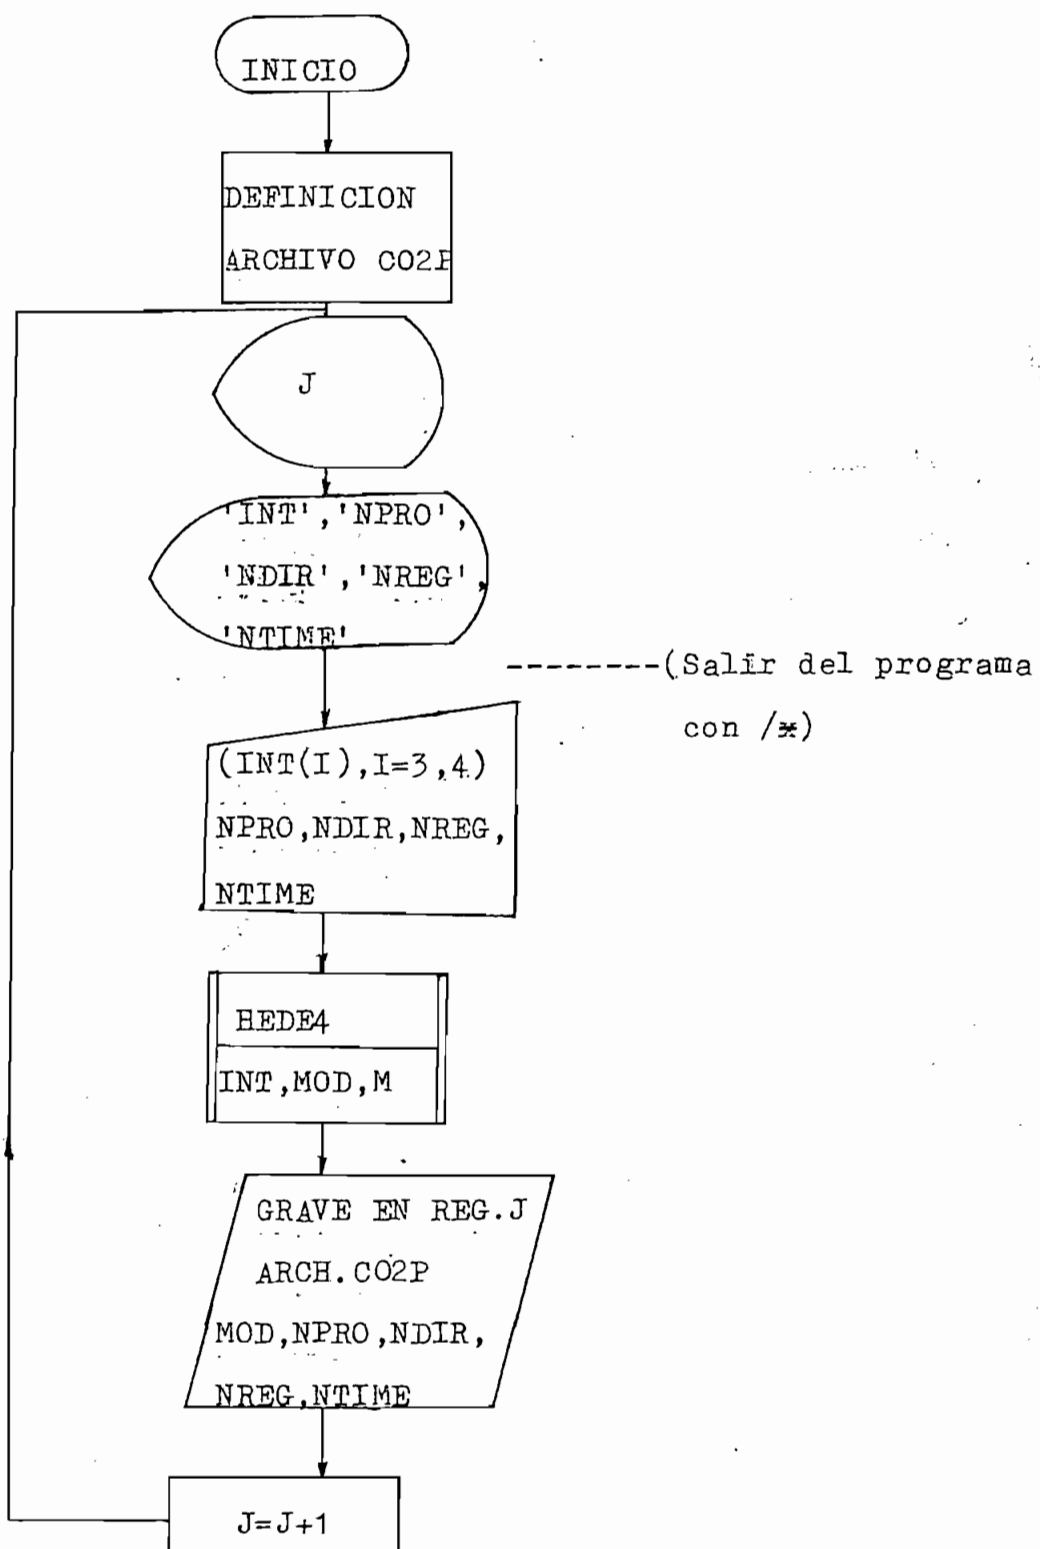 INICIO
DEFINICION
ARCHIVO CO2P
J
'INT','NPRO',
'NDIR','NREG',
'NTIME'
--------(Salir del programa
con /*)
(INT(I),I=3,4)
NPRO,NDIR,NREG,
NTIME
HEDE4
INT,MOD,M
GRAVE EN REG.J
ARCH.CO2P
MOD,NPRO,NDIR,
NREG,NTIME
J=J+1